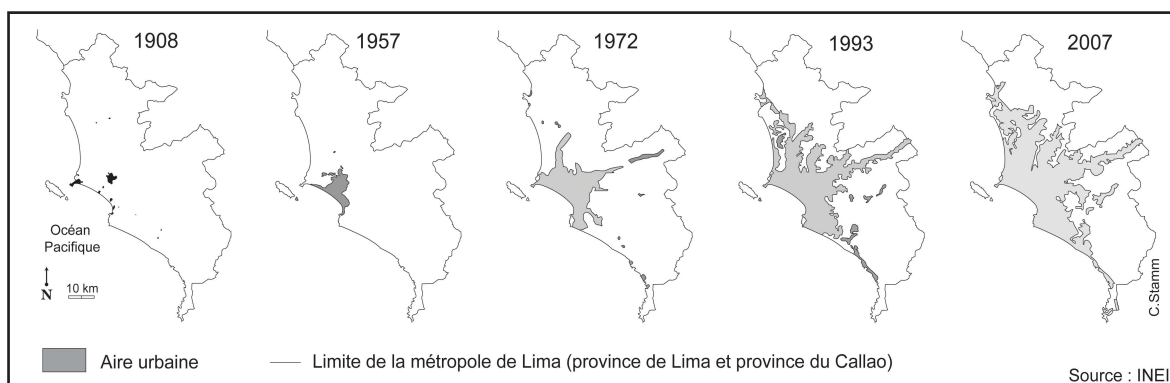 1908
1957
1972
1993
2007
Océan
Pacifique
N
10 km
C.Stamm
Aire urbaine
Limite de la métropole de Lima (province de Lima et province du Callao)
Source : INEI